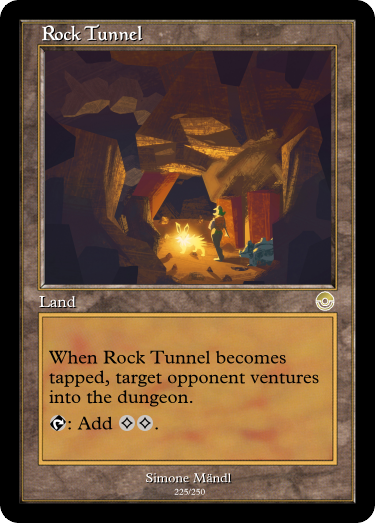 Rock Tunnel
Land
When Rock Tunnel becomes
tapped, target opponent ventures
into the dungeon.
: Add .
Simone Mändl
225/250